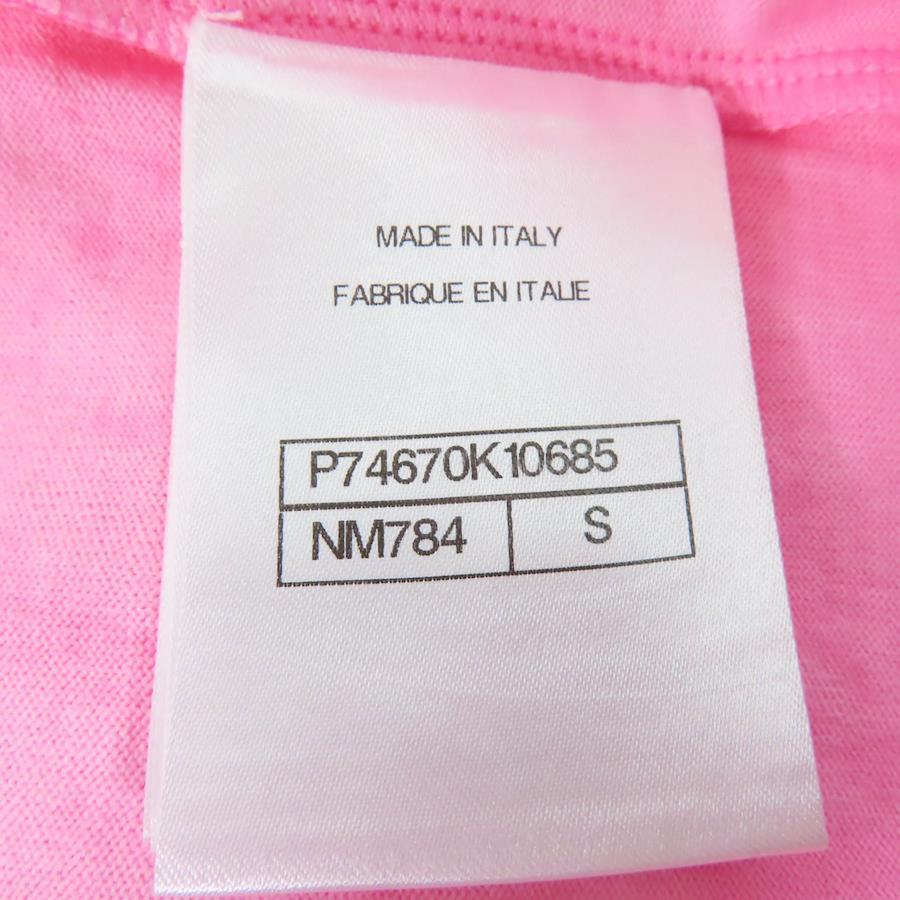 MADE IN ITALY
FABRIQUE EN ITALIE
P74670K10685
NM784 S